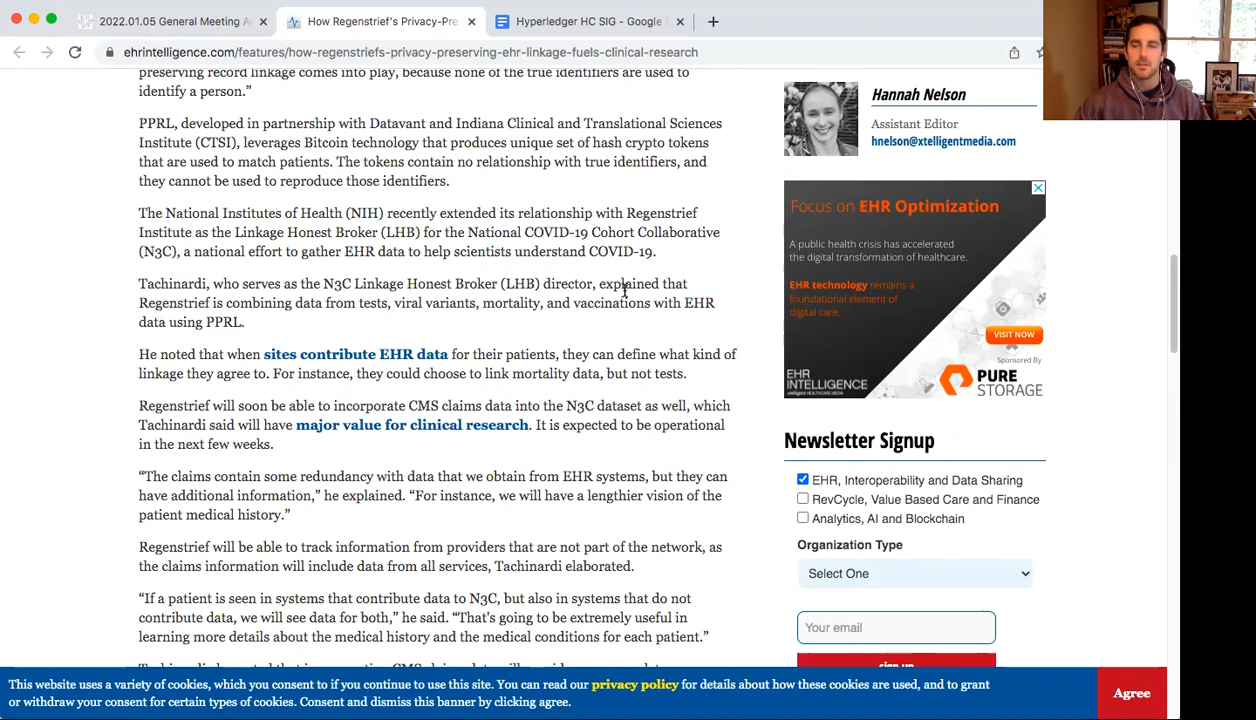 2022.01.05 General Meeting A
How Regenstrief's Privacy-Pre
Hyperledger HC SIG - Google
ehrintelligence.com/features/how-regenstriefs-privacy-preserving-ehr-linkage-fuels-clinical-research
preserving record linkage comes into play, because none of the true identifiers are used to
identify a person.”
PPRL, developed in partnership with Datavant and Indiana Clinical and Translational Sciences
Institute (CTSI), leverages Bitcoin technology that produces unique set of hash crypto tokens
that are used to match patients. The tokens contain no relationship with true identifiers, and
they cannot be used to reproduce those identifiers.
The National Institutes of Health (NIH) recently extended its relationship with Regenstrief
Institute as the Linkage Honest Broker (LHB) for the National COVID-19 Cohort Collaborative
(N3C), a national effort to gather EHR data to help scientists understand COVID-19.
Tachinardi, who serves as the N3C Linkage Honest Broker (LHB) director, explained that
Regenstrief is combining data from tests, viral variants, mortality, and vaccinations with EHR
data using PPRL.
He noted that when sites contribute EHR data for their patients, they can define what kind of
linkage they agree to. For instance, they could choose to link mortality data, but not tests.
Regenstrief will soon be able to incorporate CMS claims data into the N3C dataset as well, which
Tachinardi said will have major value for clinical research. It is expected to be operational
in the next few weeks.
“The claims contain some redundancy with data that we obtain from EHR systems, but they can
have additional information,” he explained. “For instance, we will have a lengthier vision of the
patient medical history.”
Regenstrief will be able to track information from providers that are not part of the network, as
the claims information will include data from all services, Tachinardi elaborated.
“If a patient is seen in systems that contribute data to N3C, but also in systems that do not
contribute data, we will see data for both,” he said. “That's going to be extremely useful in
learning more details about the medical history and the medical conditions for each patient.”
Hannah Nelson
Assistant Editor
hnelson@xtelligentmedia.com
Focus on EHR Optimization
A public health crisis has accelerated
the digital transformation of healthcare.
EHR technology remains a
foundational element of
digital care.
VISIT NOW
Sponsored By
EHR
INTELLIGENCE
xtelligent HEALTHCARE MEDIA
PURE
STORAGE
Newsletter Signup
EHR, Interoperability and Data Sharing
RevCycle, Value Based Care and Finance
Analytics, AI and Blockchain
Organization Type
Select One
Your email
sign up
This website uses a variety of cookies, which you consent to if you continue to use this site. You can read our privacy policy for details about how these cookies are used, and to grant
or withdraw your consent for certain types of cookies. Consent and dismiss this banner by clicking agree.
Agree